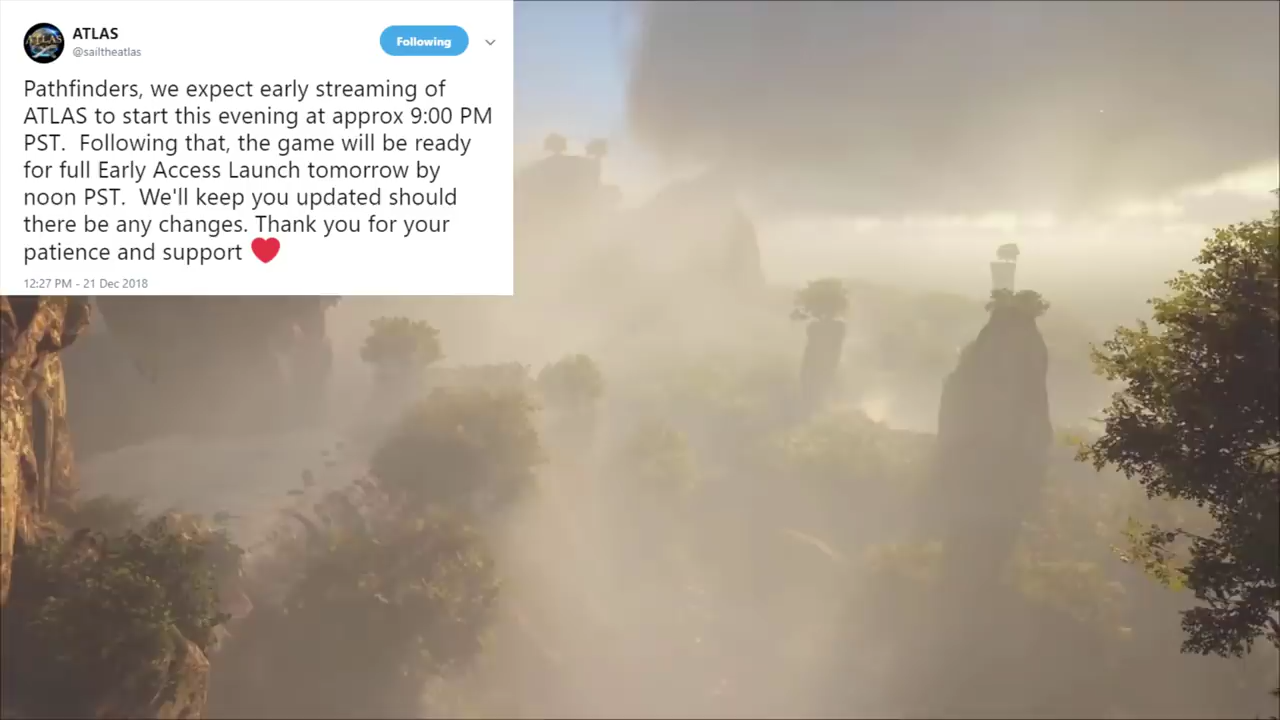 ATLAS
@sailtheatlas
Following
Pathfinders, we expect early streaming of
ATLAS to start this evening at approx 9:00 PM
PST.  Following that, the game will be ready
for full Early Access Launch tomorrow by
noon PST.  We'll keep you updated should
there be any changes. Thank you for your
patience and support ❤
12:27 PM - 21 Dec 2018